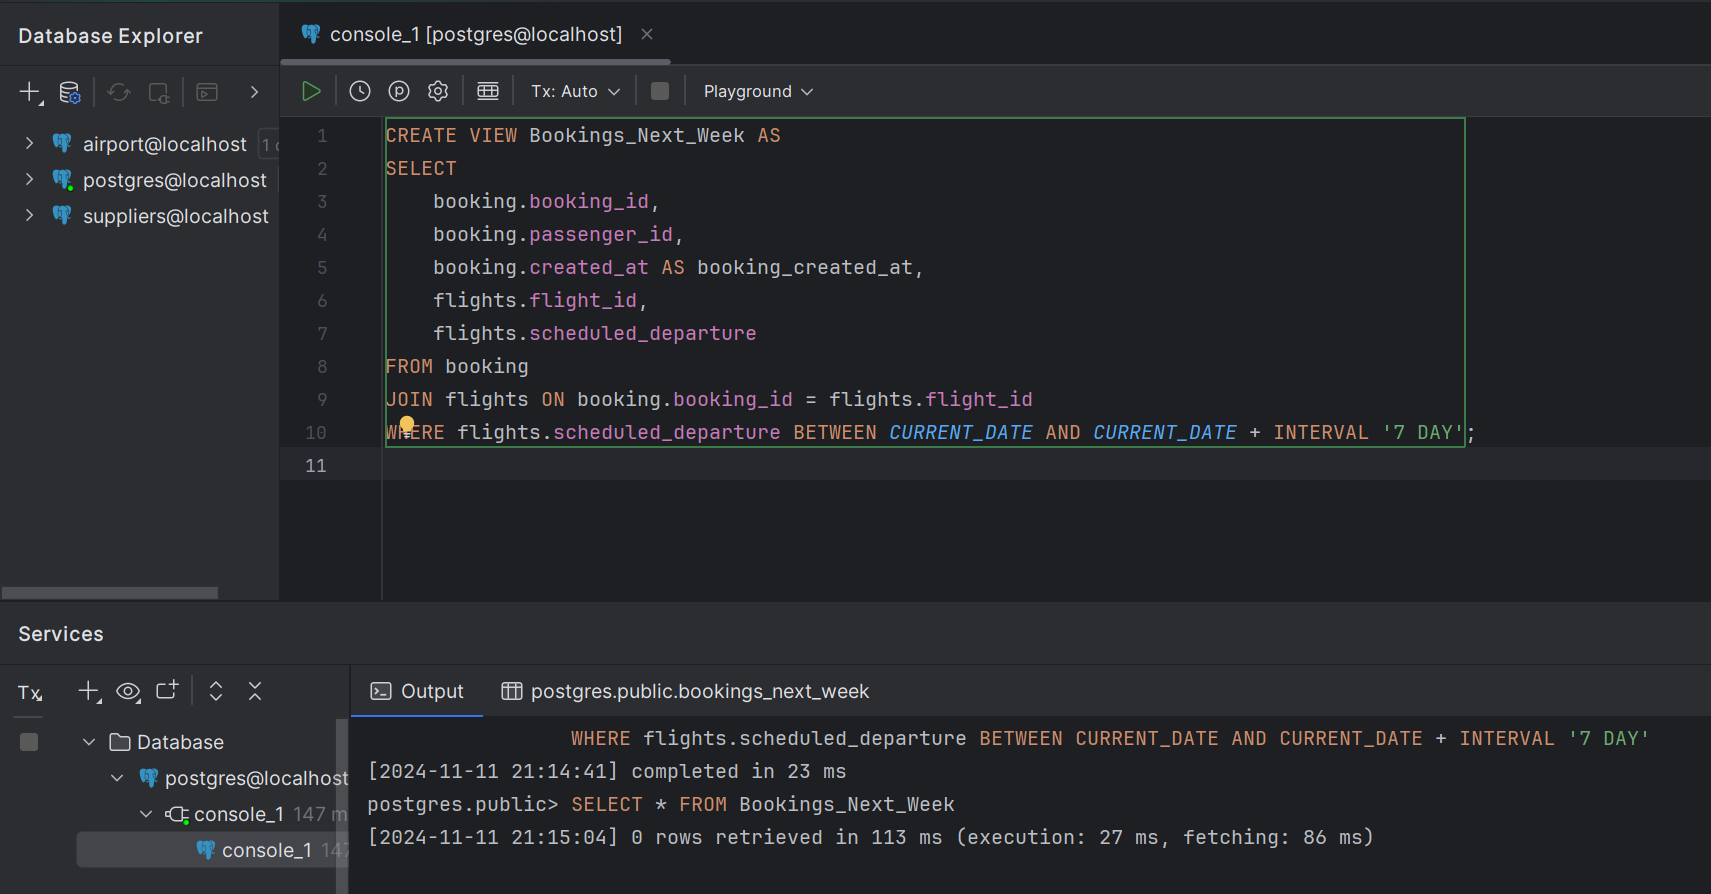 Database Explorer
console_1 [postgres@localhost]
Tx: Auto
Playground
airport@localhost 1
postgres@localhost
suppliers@localhost
1 CREATE VIEW Bookings_Next_Week AS
2 SELECT
3 booking.booking_id,
4 booking.passenger_id,
5 booking.created_at AS booking_created_at,
6 flights.flight_id,
7 flights.scheduled_departure
8 FROM booking
9 JOIN flights ON booking.booking_id = flights.flight_id
10 WHERE flights.scheduled_departure BETWEEN CURRENT_DATE AND CURRENT_DATE + INTERVAL '7 DAY';
11
Services
Tx
Database
postgres@localhost
console_1 147 m
console_1 147
Output
postgres.public.bookings_next_week
WHERE flights.scheduled_departure BETWEEN CURRENT_DATE AND CURRENT_DATE + INTERVAL '7 DAY'
[2024-11-11 21:14:41] completed in 23 ms
postgres.public> SELECT * FROM Bookings_Next_Week
[2024-11-11 21:15:04] 0 rows retrieved in 113 ms (execution: 27 ms, fetching: 86 ms)